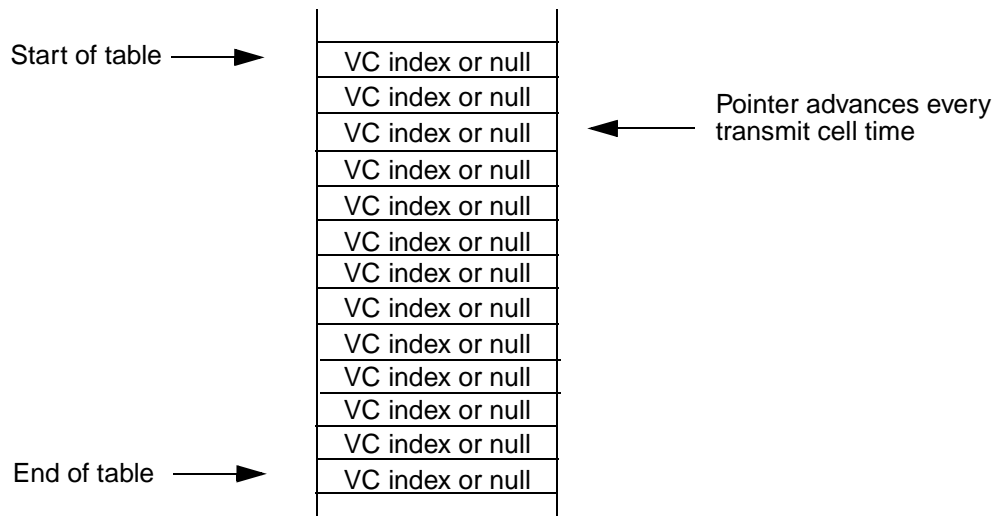 Start of table
VC index or null
VC index or null
VC index or null
Pointer advances every
transmit cell time
VC index or null
VC index or null
VC index or null
VC index or null
VC index or null
VC index or null
VC index or null
VC index or null
VC index or null
End of table
VC index or null